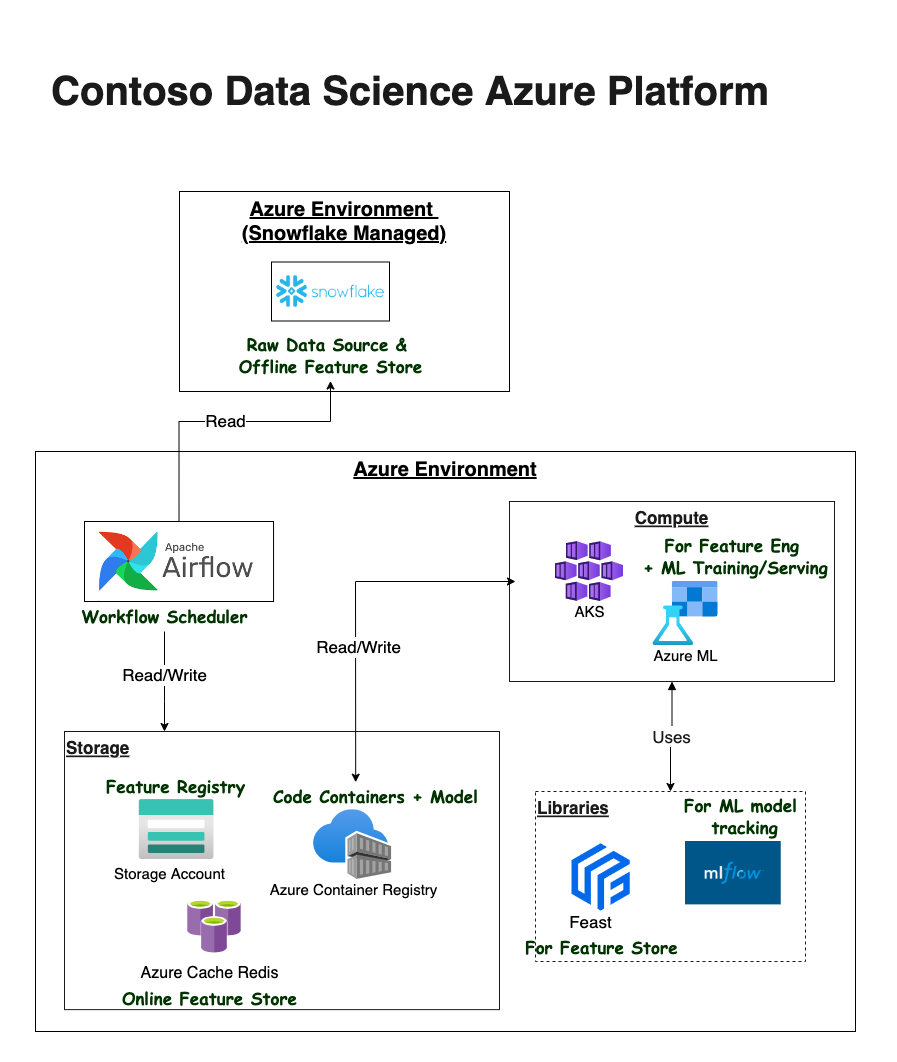 Contoso Data Science Azure Platform
Azure Environment
(Snowflake Managed)
snowflake
Raw Data Source &
Offline Feature Store
Read
Azure Environment
Apache
Airflow
Workflow Scheduler
Read/Write
Compute
For Feature Eng
+ ML Training/Serving
AKS
Azure ML
Read/Write
Uses
Storage
Feature Registry
Storage Account
Code Containers + Model
Azure Container Registry
Azure Cache Redis
Online Feature Store
Libraries
For ML model
tracking
mlflow
Feast
For Feature Store